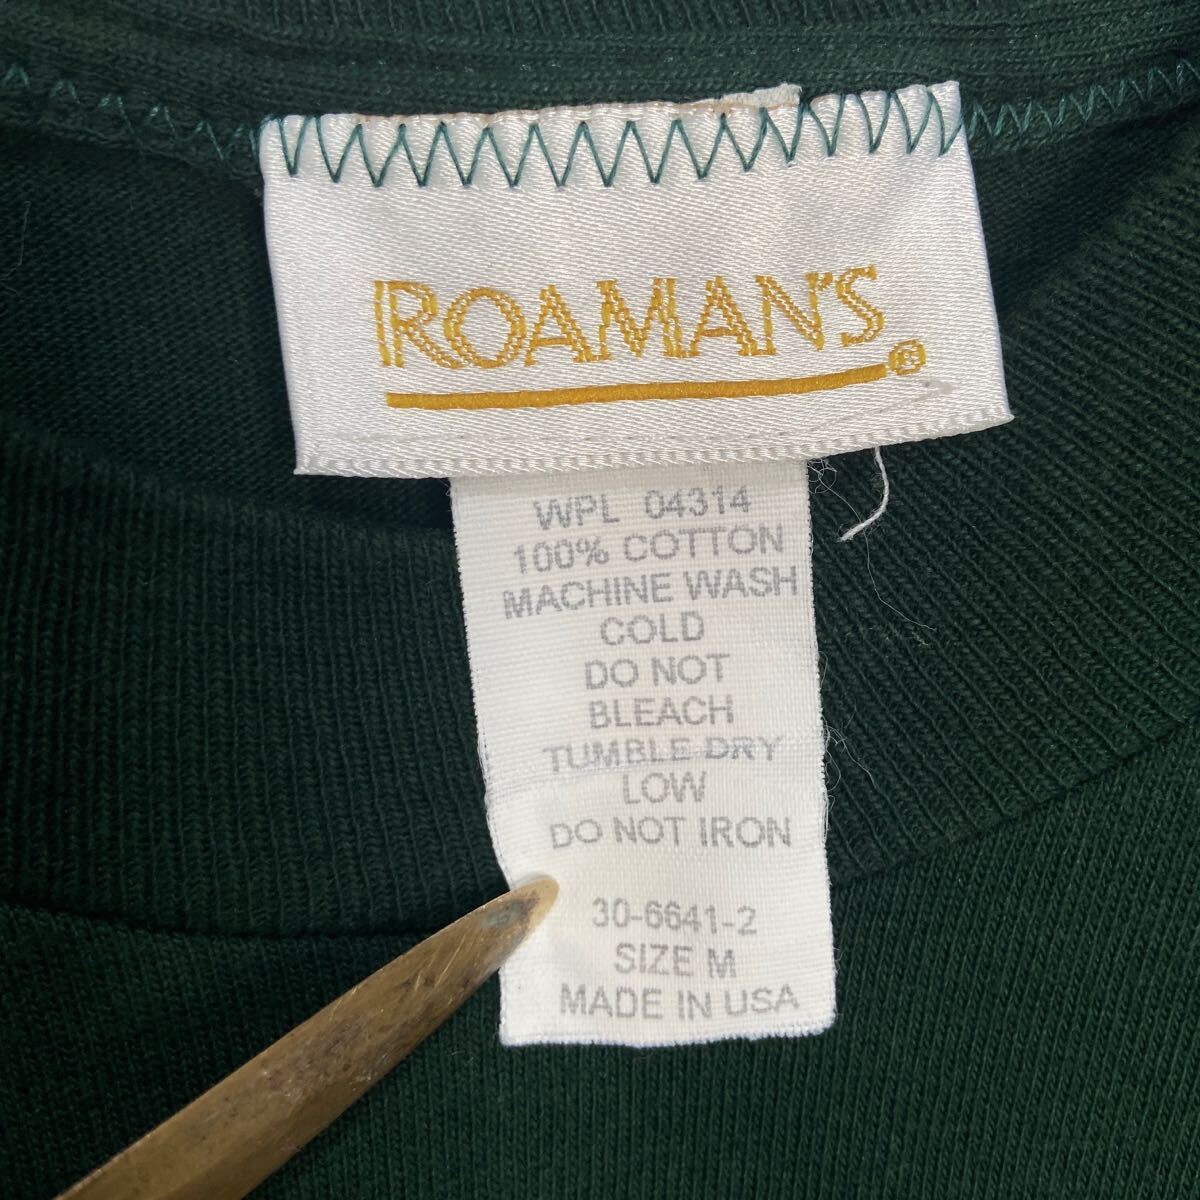 ROAMAN'S®
WPL 04314
100% COTTON
MACHINE WASH
COLD
DO NOT
BLEACH
TUMBLE DRY
LOW
DO NOT IRON
30-6641-2
SIZE M
MADE IN USA